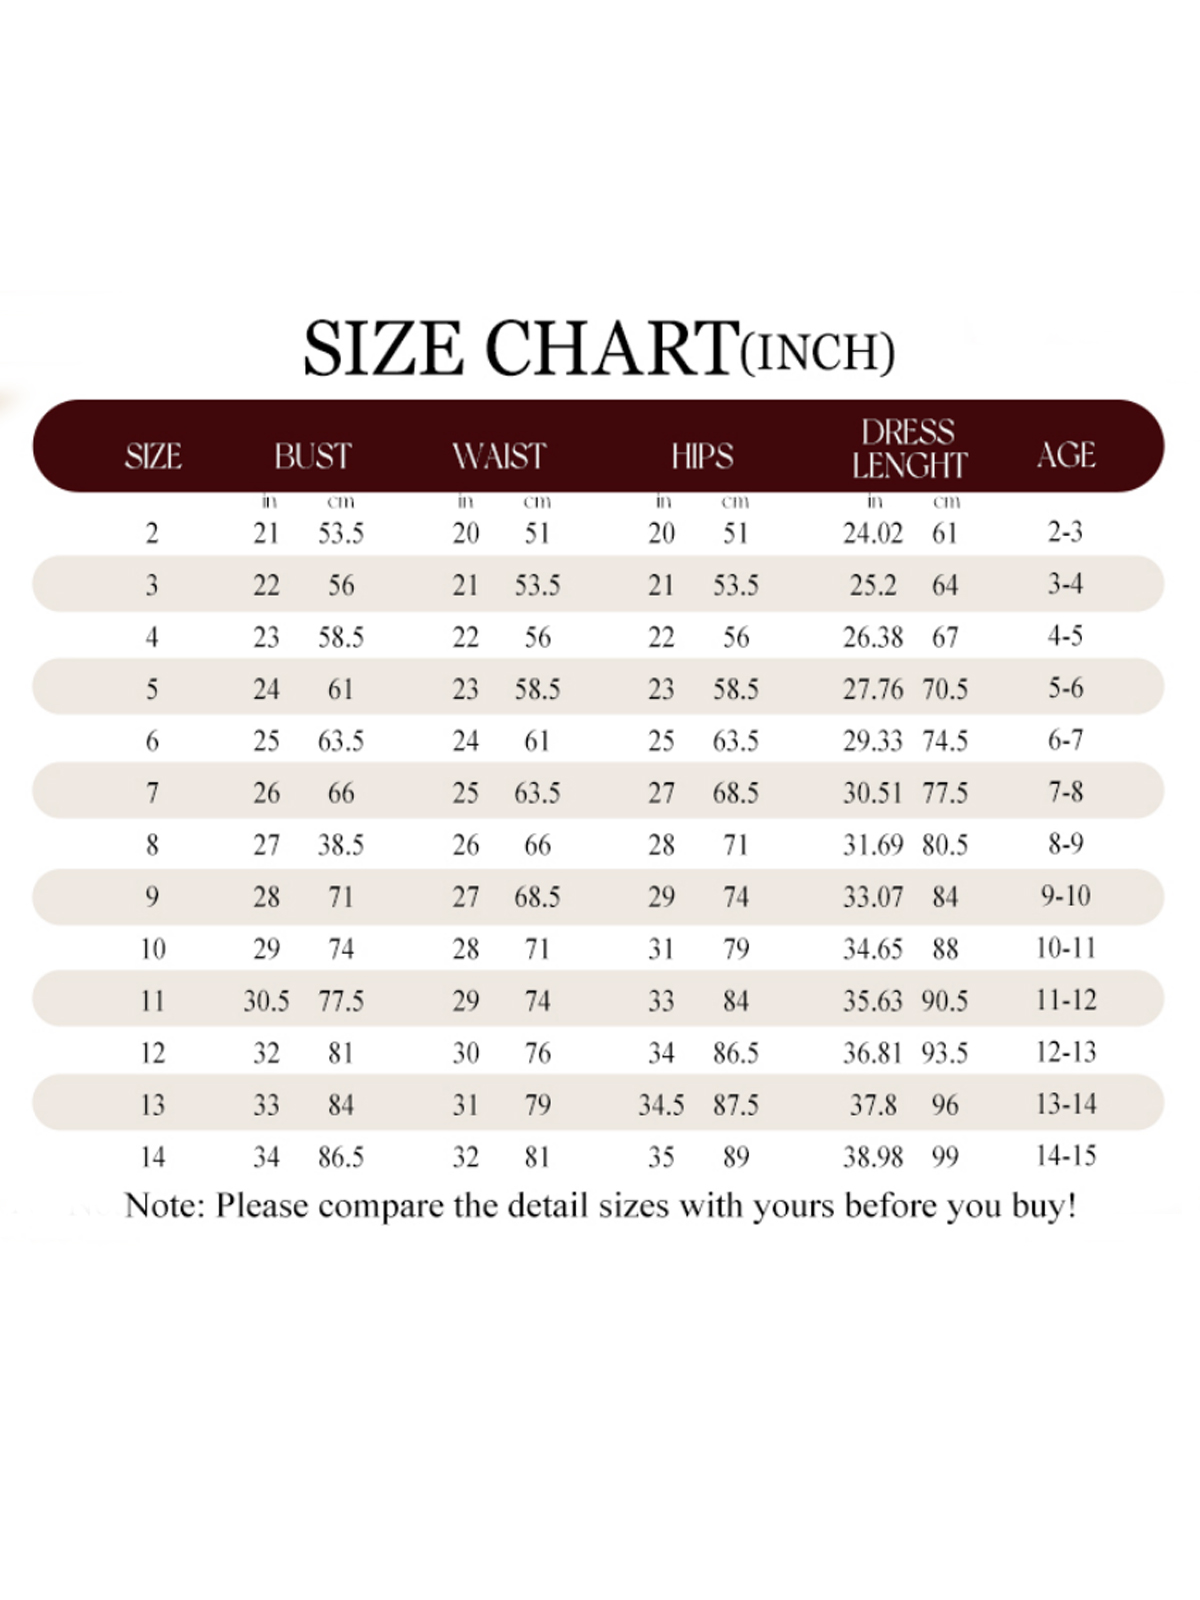 SIZE CHART(INCH)
SIZE BUST WAIST HIPS DRESS LENGHT AGE
in cm in cm in cm in cm
2 21 53.5 20 51 20 51 24.02 61 2-3
3 22 56 21 53.5 21 53.5 25.2 64 3-4
4 23 58.5 22 56 22 56 26.38 67 4-5
5 24 61 23 58.5 23 58.5 27.76 70.5 5-6
6 25 63.5 24 61 25 63.5 29.33 74.5 6-7
7 26 66 25 63.5 27 68.5 30.51 77.5 7-8
8 27 38.5 26 66 28 71 31.69 80.5 8-9
9 28 71 27 68.5 29 74 33.07 84 9-10
10 29 74 28 71 31 79 34.65 88 10-11
11 30.5 77.5 29 74 33 84 35.63 90.5 11-12
12 32 81 30 76 34 86.5 36.81 93.5 12-13
13 33 84 31 79 34.5 87.5 37.8 96 13-14
14 34 86.5 32 81 35 89 38.98 99 14-15
Note: Please compare the detail sizes with yours before you buy!